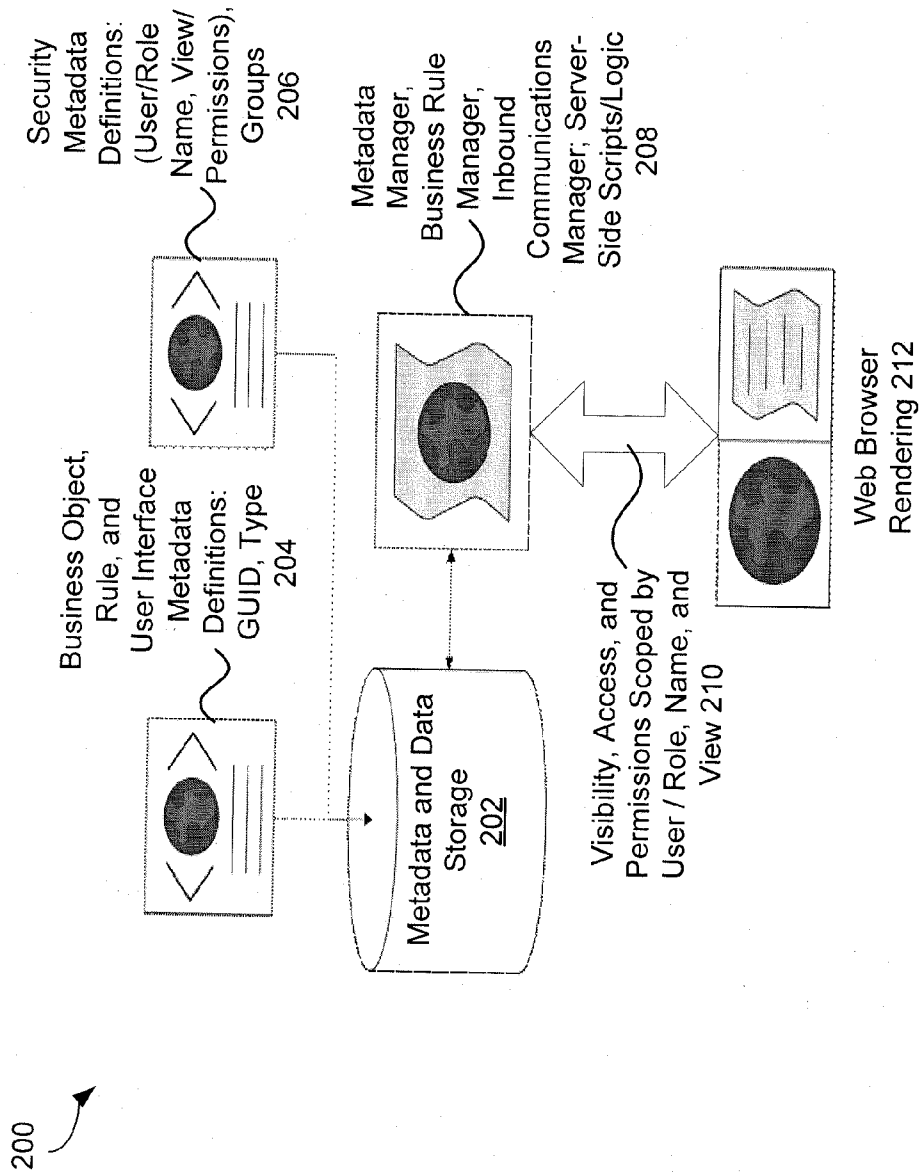 200
Business Object,
Rule, and
User Interface
Metadata
Definitions:
GUID, Type
204
Security
Metadata
Definitions:
(User/Role
Name, View/
Permissions),
Groups
206
Metadata and Data
Storage
202
Metadata
Manager,
Business Rule
Manager,
Inbound
Communications
Manager; Server-
Side Scripts/Logic
208
Visibility, Access, and
Permissions Scoped by
User / Role, Name, and
View 210
Web Browser
Rendering 212